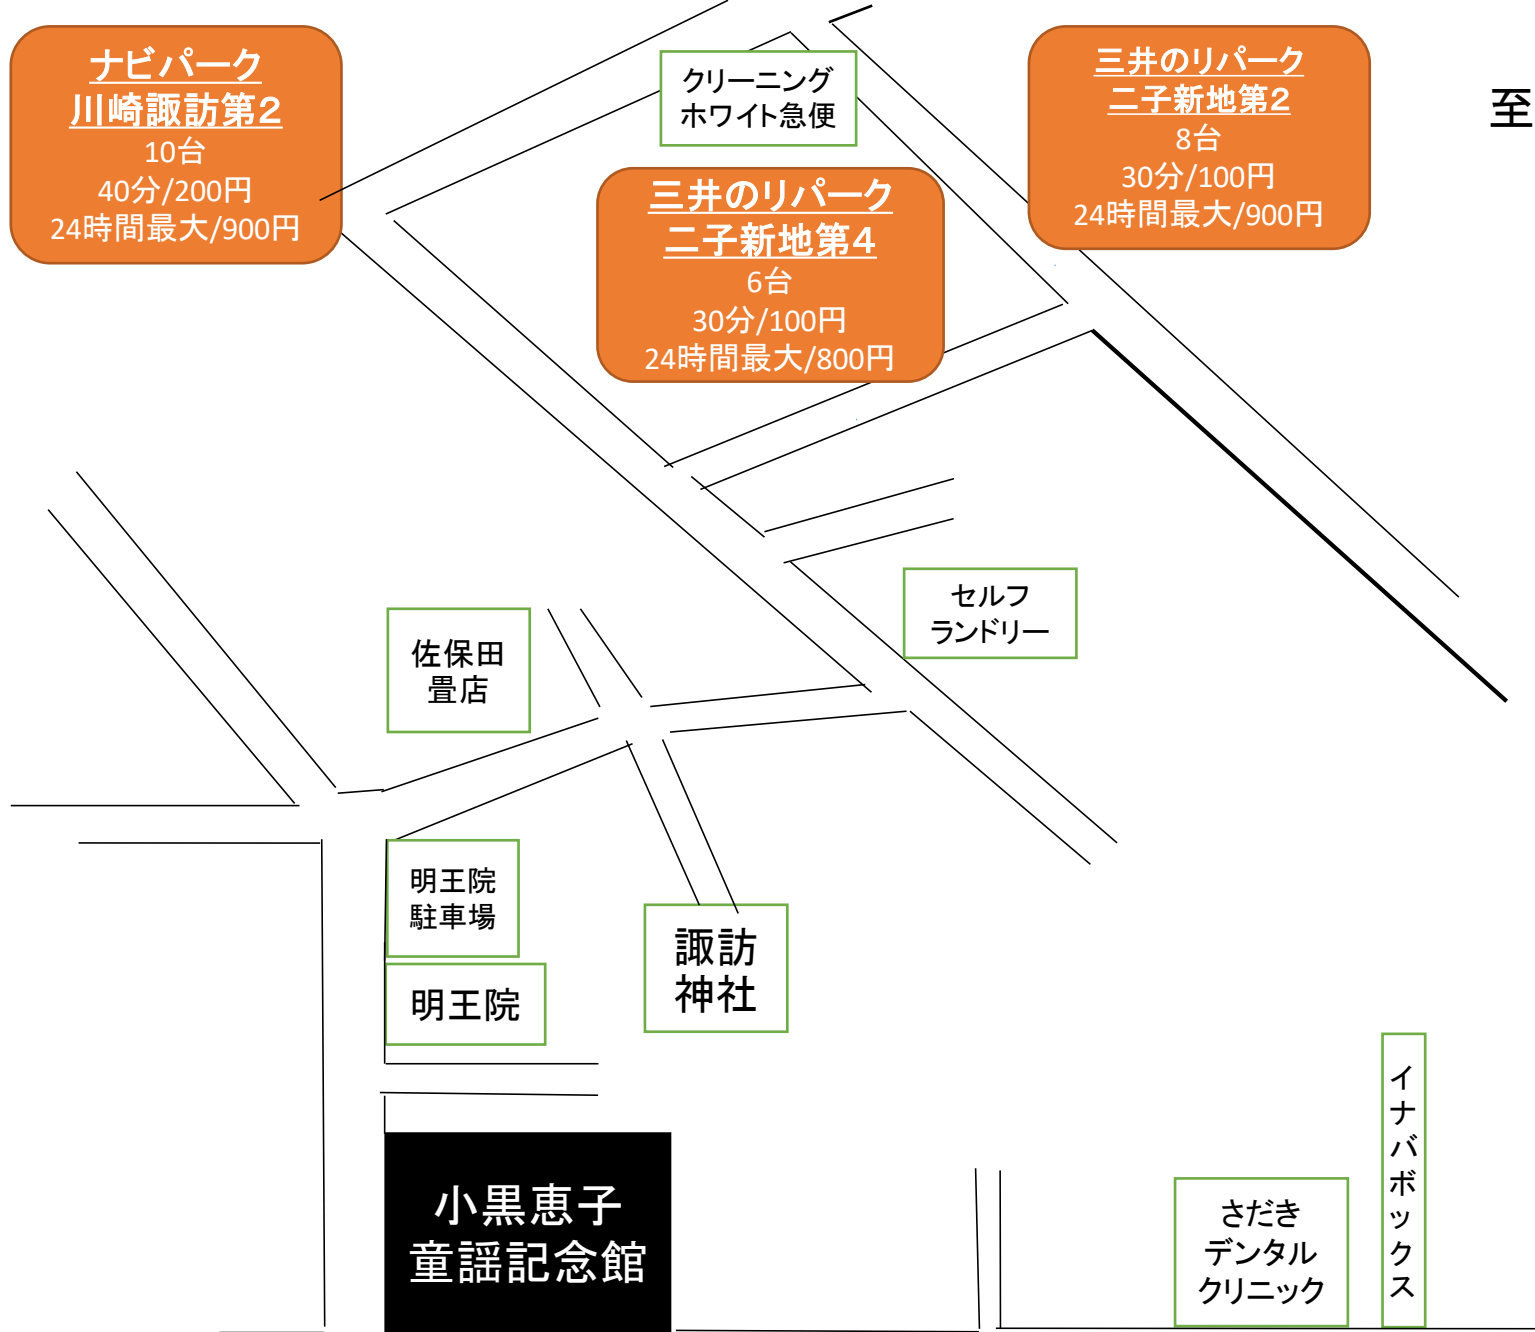 ナビパーク
川崎諏訪第2
10台
40分/200円
24時間最大/900円
クリーニング
ホワイト急便
三井のリパーク
二子新地第2
8台
30分/100円
24時間最大/900円
至
三井のリパーク
二子新地第4
6台
30分/100円
24時間最大/800円
セルフ
ランドリー
佐保田
畳店
明王院
駐車場
諏訪
神社
明王院
小黒恵子
童謡記念館
さだき
デンタル
クリニック
イナバボックス